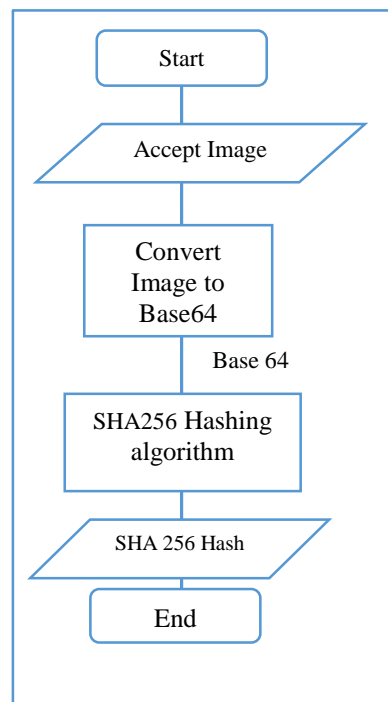 Start
Accept Image
Convert
Image to
Base64
Base 64
SHA256 Hashing
algorithm
SHA 256 Hash
End